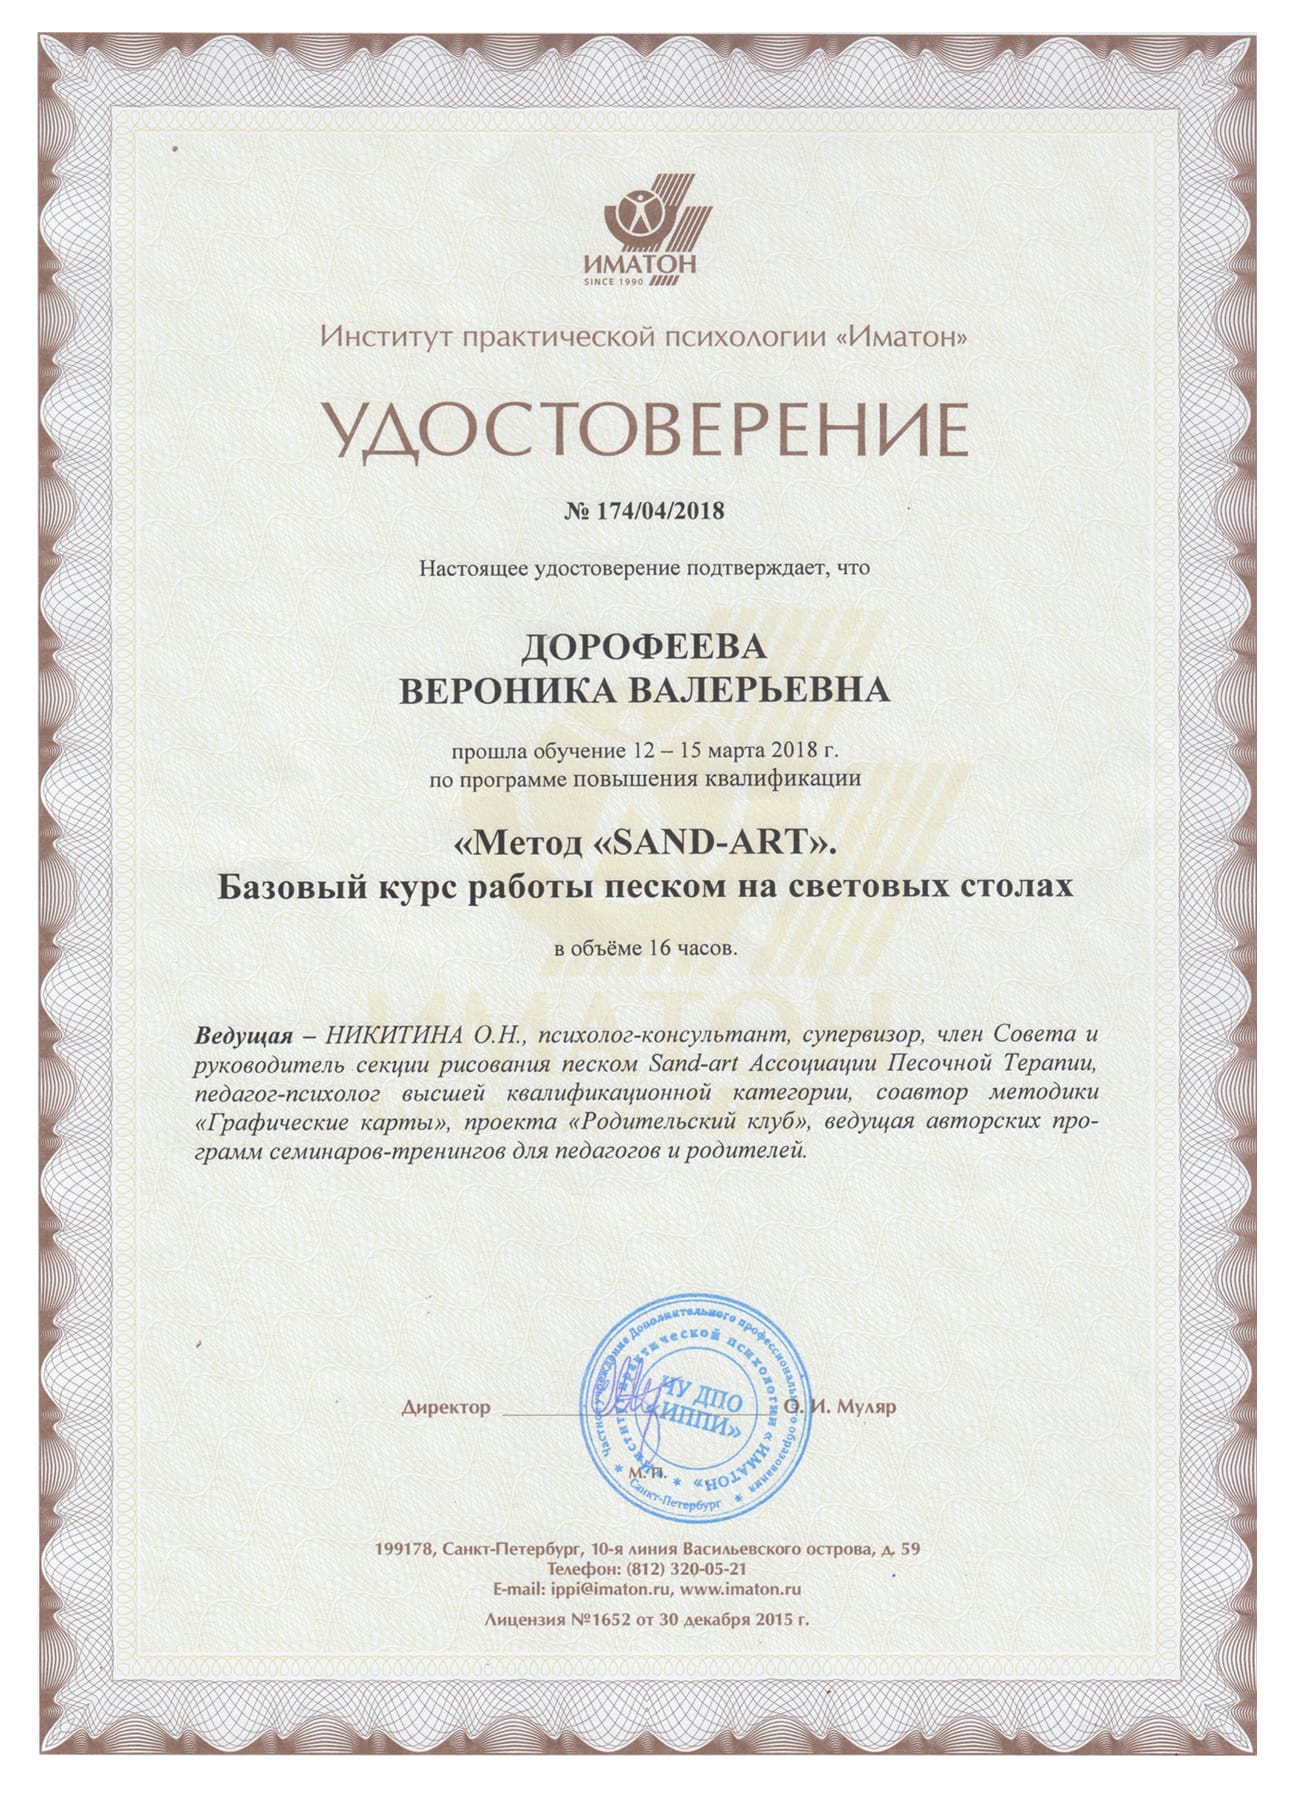 ИМАТОН
SINCE 1990
Институт практической психологии «Иматон»
УДОСТОВЕРЕНИЕ
№ 174/04/2018
Настоящее удостоверение подтверждает, что
ДОРОФЕЕВА
ВЕРОНИКА ВАЛЕРЬЕВНА
прошла обучение 12 – 15 марта 2018 г.
по программе повышения квалификации
«Метод «SAND-ART».
Базовый курс работы песком на световых столах
в объёме 16 часов.
ИМАТОН
Ведущая – НИКИТИНА О.Н., психолог-консультант, супервизор, член Совета и
руководитель секции рисования песком Sand-art Ассоциации Песочной Терапии,
педагог-психолог высшей квалификационной категории, соавтор методики
«Графические карты», проекта «Родительский клуб», ведущая авторских про-
грамм семинаров-тренингов для педагогов и родителей.
Частное учреждение Дополнительного профессионального образования
Институт практической психологии «ИМАТОН»
ЧУ ДПО
«ИППИ»
Санкт-Петербург
Директор О. И. Муляр
М. П.
199178, Санкт-Петербург, 10-я линия Васильевского острова, д. 59
Телефон: (812) 320-05-21
E-mail: ippi@imaton.ru, www.imaton.ru
Лицензия №1652 от 30 декабря 2015 г.